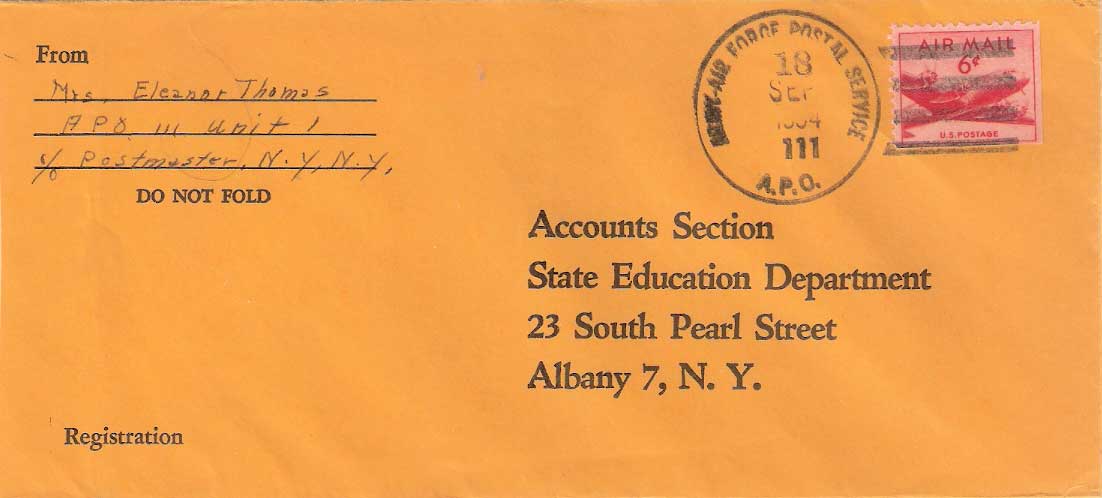 From
Mrs. Eleanor Thomas
APO 111 Unit 1
c/o Postmaster, N.Y, N.Y,
DO NOT FOLD
ARMY-AIR FORCE POSTAL SERVICE
18
SEP
1954
111
A.P.O.
AIR MAIL
6¢
U.S. POSTAGE
Accounts Section
State Education Department
23 South Pearl Street
Albany 7, N. Y.
Registration